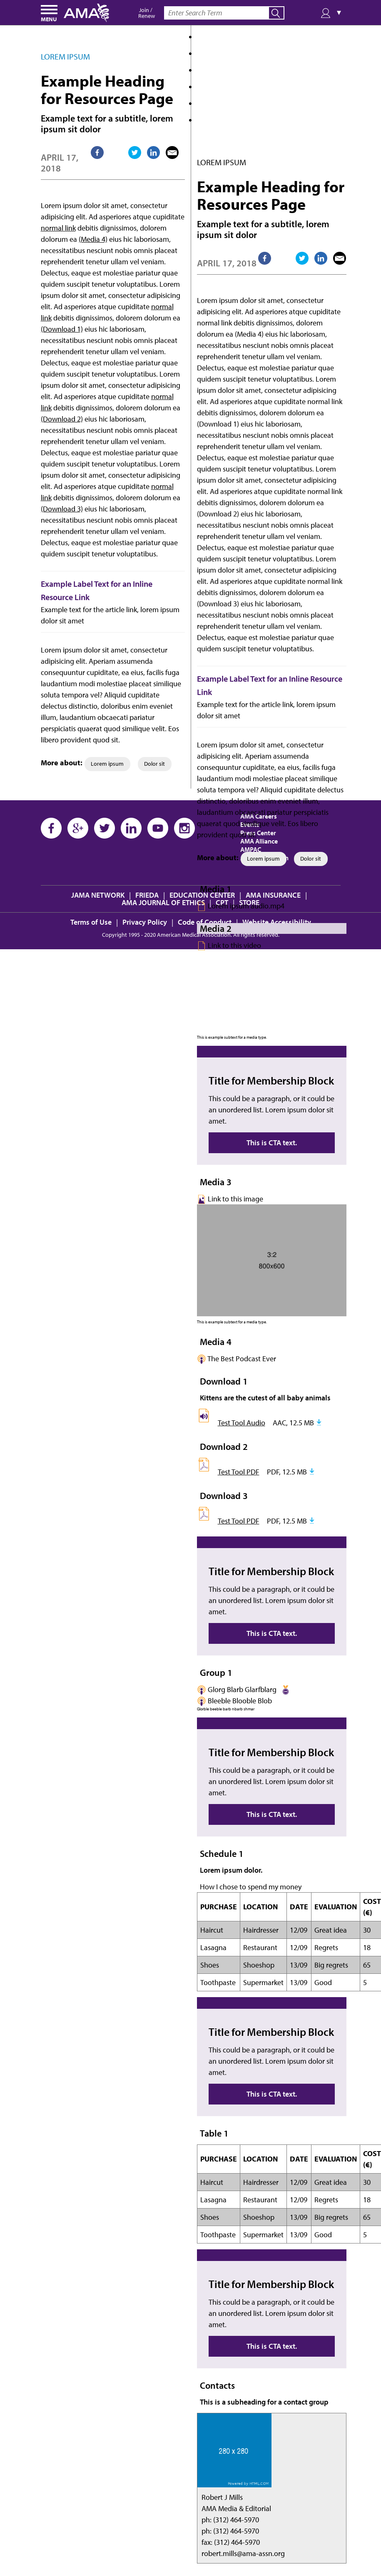 MENU
AMA
Join /
Renew
Enter Search Term
LOREM IPSUM
Example Heading
for Resources Page
Example text for a subtitle, lorem
ipsum sit dolor
APRIL 17,
2018
Lorem ipsum dolor sit amet, consectetur
adipisicing elit. Ad asperiores atque cupiditate
normal link debitis dignissimos, dolorem
dolorum ea (Media 4) eius hic laboriosam,
necessitatibus nesciunt nobis omnis placeat
reprehenderit tenetur ullam vel veniam.
Delectus, eaque est molestiae pariatur quae
quidem suscipit tenetur voluptatibus. Lorem
ipsum dolor sit amet, consectetur adipisicing
elit. Ad asperiores atque cupiditate normal
link debitis dignissimos, dolorem dolorum ea
(Download 1) eius hic laboriosam,
necessitatibus nesciunt nobis omnis placeat
reprehenderit tenetur ullam vel veniam.
Delectus, eaque est molestiae pariatur quae
quidem suscipit tenetur voluptatibus. Lorem
ipsum dolor sit amet, consectetur adipisicing
elit. Ad asperiores atque cupiditate normal
link debitis dignissimos, dolorem dolorum ea
(Download 2) eius hic laboriosam,
necessitatibus nesciunt nobis omnis placeat
reprehenderit tenetur ullam vel veniam.
Delectus, eaque est molestiae pariatur quae
quidem suscipit tenetur voluptatibus. Lorem
ipsum dolor sit amet, consectetur adipisicing
elit. Ad asperiores atque cupiditate normal
link debitis dignissimos, dolorem dolorum ea
(Download 3) eius hic laboriosam,
necessitatibus nesciunt nobis omnis placeat
reprehenderit tenetur ullam vel veniam.
Delectus, eaque est molestiae pariatur quae
quidem suscipit tenetur voluptatibus.
Example Label Text for an Inline
Resource Link
Example text for the article link, lorem ipsum
dolor sit amet
Lorem ipsum dolor sit amet, consectetur
adipisicing elit. Aperiam assumenda
consequuntur cupiditate, ea eius, facilis fuga
laudantium modi molestiae placeat similique
soluta tempora vel? Aliquid cupiditate
delectus distinctio, doloribus enim eveniet
illum, laudantium obcaecati pariatur
perspiciatis quaerat quod similique velit. Eos
libero provident quod sit.
More about: Lorem ipsum Dolor sit
LOREM IPSUM
Example Heading for
Resources Page
Example text for a subtitle, lorem
ipsum sit dolor
APRIL 17, 2018
Lorem ipsum dolor sit amet, consectetur
adipisicing elit. Ad asperiores atque cupiditate
normal link debitis dignissimos, dolorem
dolorum ea (Media 4) eius hic laboriosam,
necessitatibus nesciunt nobis omnis placeat
reprehenderit tenetur ullam vel veniam.
Delectus, eaque est molestiae pariatur quae
quidem suscipit tenetur voluptatibus. Lorem
ipsum dolor sit amet, consectetur adipisicing
elit. Ad asperiores atque cupiditate normal link
debitis dignissimos, dolorem dolorum ea
(Download 1) eius hic laboriosam,
necessitatibus nesciunt nobis omnis placeat
reprehenderit tenetur ullam vel veniam.
Delectus, eaque est molestiae pariatur quae
quidem suscipit tenetur voluptatibus. Lorem
ipsum dolor sit amet, consectetur adipisicing
elit. Ad asperiores atque cupiditate normal link
debitis dignissimos, dolorem dolorum ea
(Download 2) eius hic laboriosam,
necessitatibus nesciunt nobis omnis placeat
reprehenderit tenetur ullam vel veniam.
Delectus, eaque est molestiae pariatur quae
quidem suscipit tenetur voluptatibus. Lorem
ipsum dolor sit amet, consectetur adipisicing
elit. Ad asperiores atque cupiditate normal link
debitis dignissimos, dolorem dolorum ea
(Download 3) eius hic laboriosam,
necessitatibus nesciunt nobis omnis placeat
reprehenderit tenetur ullam vel veniam.
Delectus, eaque est molestiae pariatur quae
quidem suscipit tenetur voluptatibus.
Example Label Text for an Inline Resource
Link
Example text for the article link, lorem ipsum
dolor sit amet
Lorem ipsum dolor sit amet, consectetur
adipisicing elit. Aperiam assumenda
consequuntur cupiditate, ea eius, facilis fuga
laudantium modi molestiae placeat similique
soluta tempora vel? Aliquid cupiditate delectus
distinctio, doloribus enim eveniet illum,
laudantium obcaecati pariatur perspiciatis
quaerat quod similique velit. Eos libero
provident quod sit.
AMA Careers
Events
Press Center
AMA Alliance
AMPAC
More about: Lorem ipsum Dolor sit
JAMA NETWORK | FRIEDA | EDUCATION CENTER | AMA INSURANCE |
AMA JOURNAL OF ETHICS | CPT | STORE
Terms of Use | Privacy Policy | Code of Conduct | Website Accessibility
Copyright 1995 - 2020 American Medical Association. All rights reserved.
Media 1
Media 2
Link to this video
This is example subtext for a media type.
Title for Membership Block
This could be a paragraph, or it could be
an unordered list. Lorem ipsum dolor sit
amet.
This is CTA text.
Media 3
Link to this image
3:2
800x600
This is example subtext for a media type.
Media 4
The Best Podcast Ever
Download 1
Kittens are the cutest of all baby animals
Test Tool Audio AAC, 12.5 MB
Download 2
Test Tool PDF PDF, 12.5 MB
Download 3
Test Tool PDF PDF, 12.5 MB
Title for Membership Block
This could be a paragraph, or it could be
an unordered list. Lorem ipsum dolor sit
amet.
This is CTA text.
Group 1
Glorg Blarb Glarfblarg
Bleeble Blooble Blob
Title for Membership Block
This could be a paragraph, or it could be
an unordered list. Lorem ipsum dolor sit
amet.
This is CTA text.
Schedule 1
Lorem ipsum dolor.
How I chose to spend my money
PURCHASE LOCATION DATE EVALUATION COST (€)
Haircut Hairdresser 12/09 Great idea 30
Lasagna Restaurant 12/09 Regrets 18
Shoes Shoeshop 13/09 Big regrets 65
Toothpaste Supermarket 13/09 Good 5
Title for Membership Block
This could be a paragraph, or it could be
an unordered list. Lorem ipsum dolor sit
amet.
This is CTA text.
Table 1
PURCHASE LOCATION DATE EVALUATION COST (€)
Haircut Hairdresser 12/09 Great idea 30
Lasagna Restaurant 12/09 Regrets 18
Shoes Shoeshop 13/09 Big regrets 65
Toothpaste Supermarket 13/09 Good 5
Title for Membership Block
This could be a paragraph, or it could be
an unordered list. Lorem ipsum dolor sit
amet.
This is CTA text.
Contacts
This is a subheading for a contact group
280 x 280
Powered by HTML.COM
Robert J Mills
AMA Media & Editorial
ph: (312) 464-5970
ph: (312) 464-5970
fax: (312) 464-5970
robert.mills@ama-assn.org